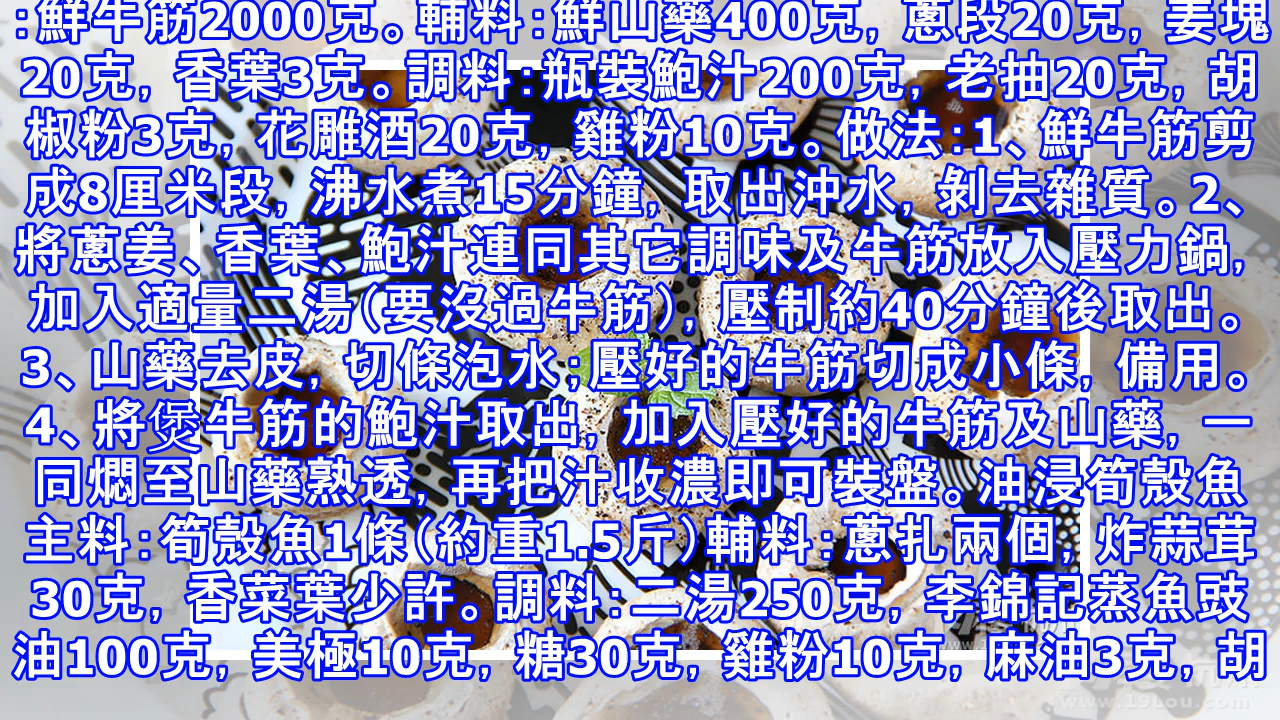 :鮮牛筋2000克。輔料:鮮山藥400克, 蔥段20克, 姜塊
20克, 香葉3克。調料:瓶裝鮑汁200克, 老抽20克, 胡
椒粉3克, 花雕酒20克, 雞粉10克。做法:1、鮮牛筋剪
成8厘米段, 沸水煮15分鐘, 取出沖水, 剝去雜質。2、
將蔥姜、香葉、鮑汁連同其它調味及牛筋放入壓力鍋,
加入適量二湯(要沒過牛筋), 壓制約40分鐘後取出。
3、山藥去皮, 切條泡水;壓好的牛筋切成小條, 備用。
4、將煲牛筋的鮑汁取出, 加入壓好的牛筋及山藥, 一
同燜至山藥熟透, 再把汁收濃即可裝盤。油浸筍殼魚
主料:筍殼魚1條(約重1.5斤)輔料:蔥扎兩個, 炸蒜茸
30克, 香菜葉少許。調料:二湯250克, 李錦記蒸魚豉
油100克, 美極10克, 糖30克, 雞粉10克, 麻油3克, 胡
www.19Lou.com